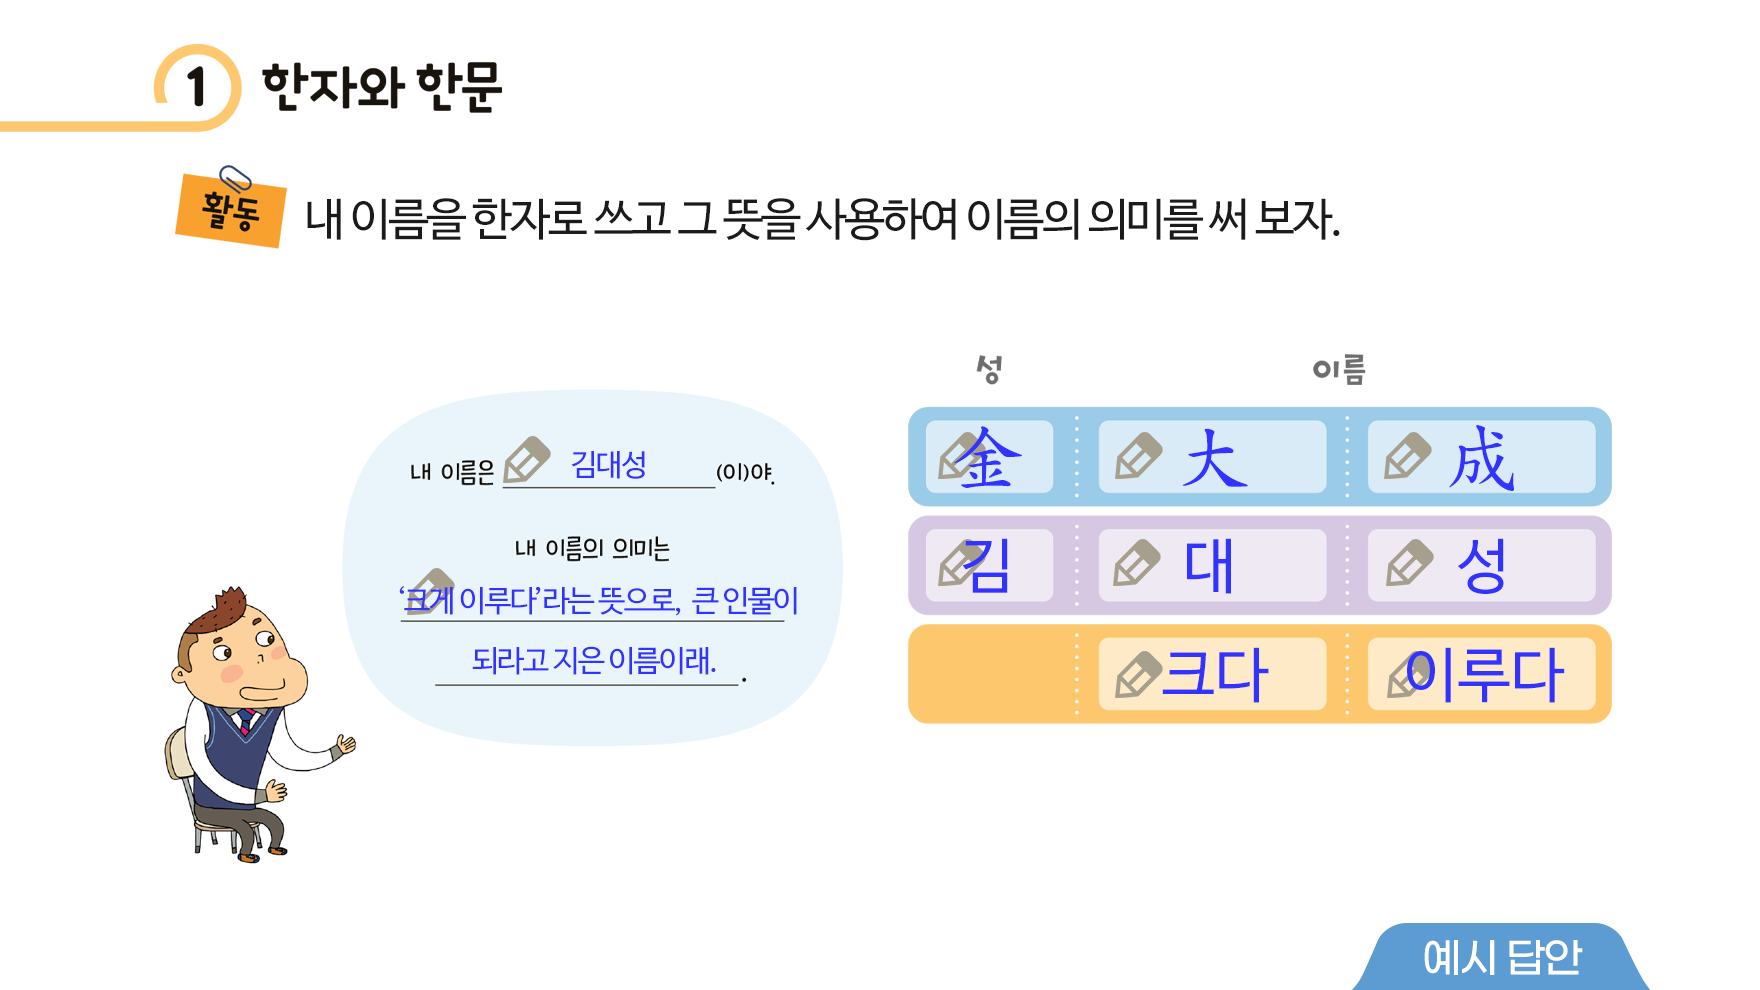 1 한자와 한문
활동 내 이름을 한자로 쓰고 그 뜻을 사용하여 이름의 의미를 써 보자.
내 이름은 김대성 (이)야.
내 이름의 의미는
‘크게 이루다’라는 뜻으로, 큰 인물이
되라고 지은 이름이래. .
성 이름
金 大 成
김 대 성
크다 이루다
예시 답안